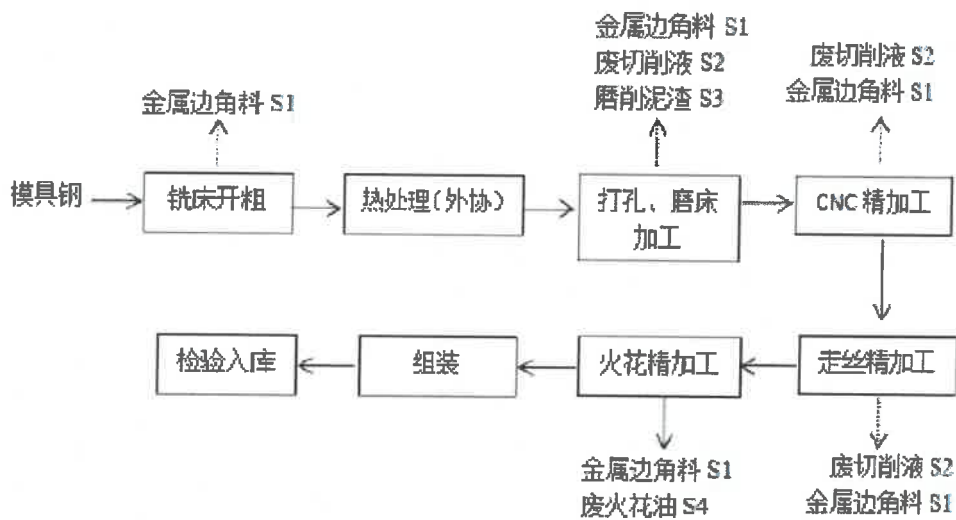 金属边角料 S1
废切削液 S2
磨削泥渣 S3
废切削液 S2
金属边角料 S1
金属边角料 S1
模具钢
铣床开粗
热处理(外协)
打孔、磨床
加工
CNC 精加工
检验入库
组装
火花精加工
走丝精加工
金属边角料 S1
废火花油 S4
废切削液 S2
金属边角料 S1